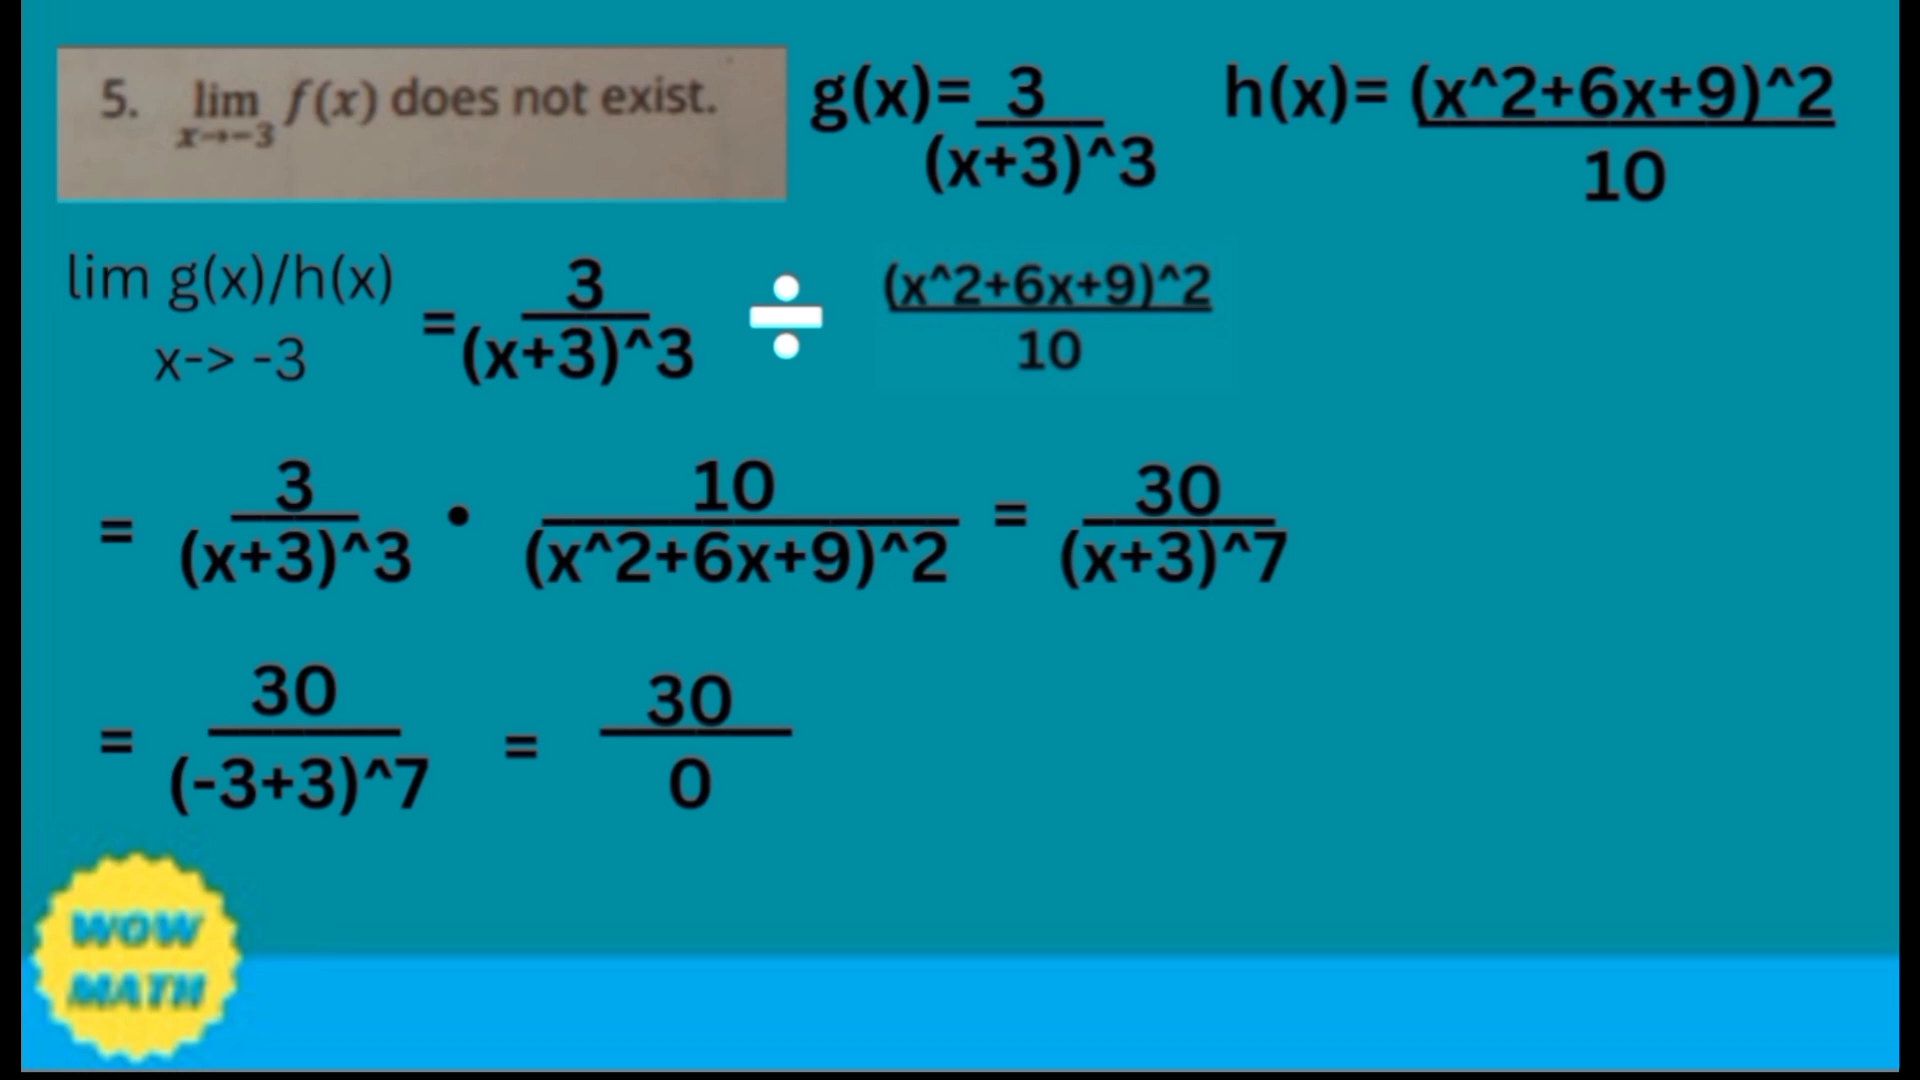 5. lim f(x) does not exist.
x→-3
g(x)= 3
(x+3)^3
h(x)= (x^2+6x+9)^2
10
lim g(x)/h(x)
x-> -3
= 3
(x+3)^3
÷
(x^2+6x+9)^2
10
= 3
(x+3)^3
•
10
(x^2+6x+9)^2
= 30
(x+3)^7
= 30
(-3+3)^7
= 30
0
WOW
MATH